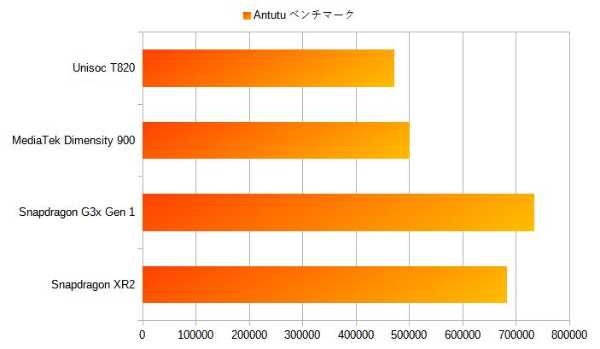 Antutu ベンチマーク
Unisoc T820
MediaTek Dimensity 900
Snapdragon G3x Gen 1
Snapdragon XR2
0 100000 200000 300000 400000 500000 600000 700000 800000